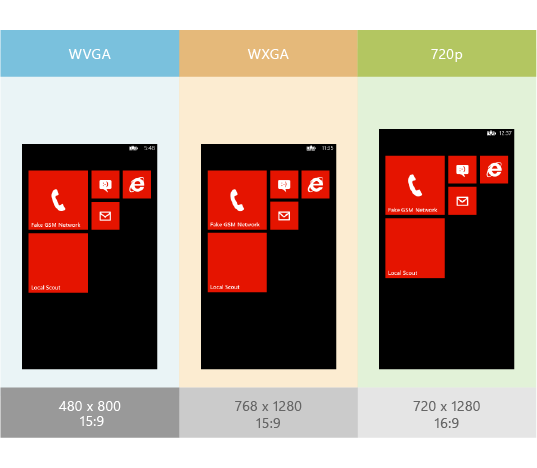 WVGA
WXGA
720p
5:48
11:35
12:37
Fake GSM Network
Fake GSM Network
Fake GSM Network
Local Scout
Local Scout
Local Scout
480 x 800
15:9
768 x 1280
15:9
720 x 1280
16:9